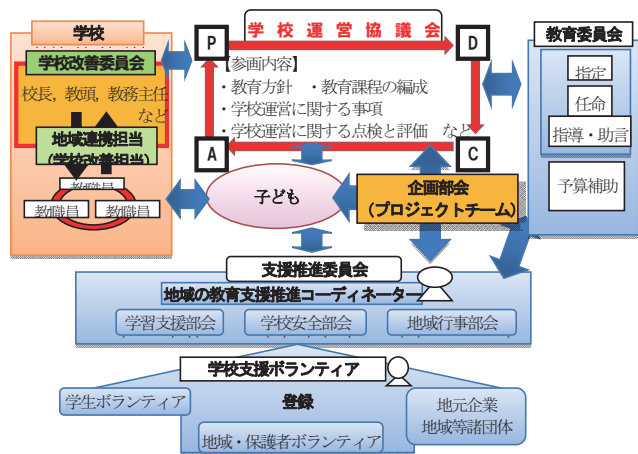 学校
学校改善委員会
校長，教頭，教務主任
など
地域連携担当
（学校改善担当）
教職員
教職員
教職員
学校運営協議会
P
D
A
C
【参画内容】
・教育方針　・教育課程の編成
・学校運営に関する事項
・学校運営に関する点検と評価　など
子ども
企画部会
（プロジェクトチーム）
教育委員会
指定
任命
指導・助言
予算補助
支援推進委員会
地域の教育支援推進コーディネーター
学習支援部会
学校安全部会
地域行事部会
学校支援ボランティア
登録
学生ボランティア
地域・保護者ボランティア
地元企業
地域等諸団体